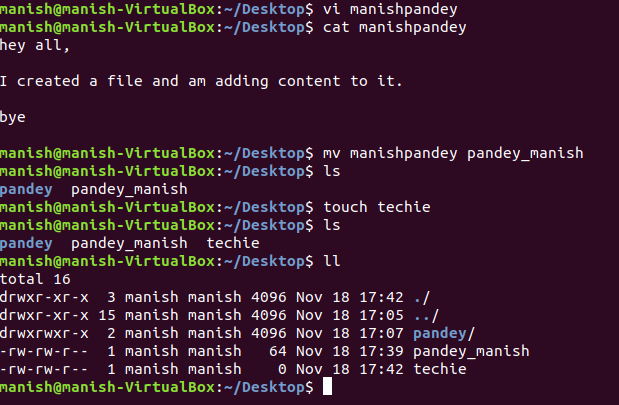 manish@manish-VirtualBox:~/Desktop$ vi manishpandey
manish@manish-VirtualBox:~/Desktop$ cat manishpandey
hey all,
I created a file and am adding content to it.
bye
manish@manish-VirtualBox:~/Desktop$ mv manishpandey pandey_manish
manish@manish-VirtualBox:~/Desktop$ ls
pandey  pandey_manish
manish@manish-VirtualBox:~/Desktop$ touch techie
manish@manish-VirtualBox:~/Desktop$ ls
pandey  pandey_manish  techie
manish@manish-VirtualBox:~/Desktop$ ll
total 16
drwxr-xr-x  3 manish manish 4096 Nov 18 17:42 ./
drwxr-xr-x 15 manish manish 4096 Nov 18 17:05 ../
drwxrwxr-x  2 manish manish 4096 Nov 18 17:07 pandey/
-rw-rw-r--  1 manish manish   64 Nov 18 17:39 pandey_manish
-rw-rw-r--  1 manish manish    0 Nov 18 17:42 techie
manish@manish-VirtualBox:~/Desktop$